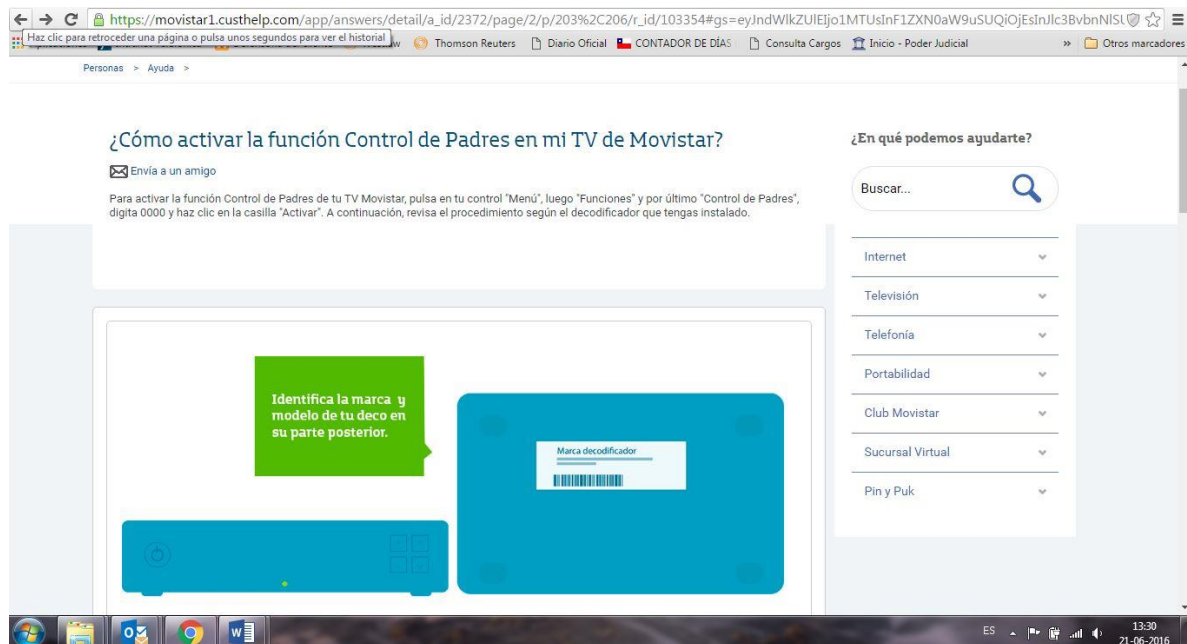 https://movistar1.custhelp.com/app/answers/detail/a_id/2372/page/2/p/203%2C206/r_id/103354#gs=
Haz clic para retroceder una página o pulsa unos segundos para ver el historial
Thomson Reuters Diario Oficial CONTADOR DE DÍAS Consulta Cargos Inicio - Poder Judicial » Otros marcadores
Personas > Ayuda >
¿Cómo activar la función Control de Padres en mi TV de Movistar?
Envía a un amigo
Para activar la función Control de Padres de tu TV Movistar, pulsa en tu control "Menú", luego "Funciones" y por último "Control de Padres",
digita 0000 y haz clic en la casilla "Activar". A continuación, revisa el procedimiento según el decodificador que tengas instalado.
¿En qué podemos ayudarte?
Buscar...
Internet
Televisión
Telefonía
Portabilidad
Club Movistar
Sucursal Virtual
Pin y Puk
Identifica la marca y
modelo de tu deco en
su parte posterior.
Marca decodificador
ES
13:30
21-06-2016